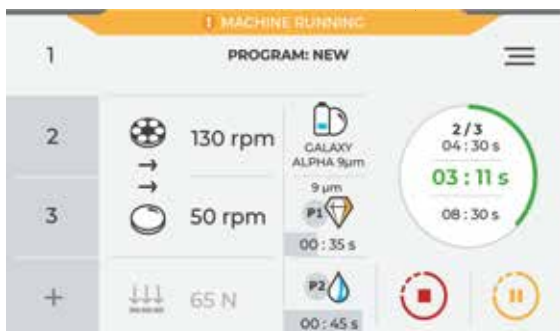 ! MACHINE RUNNING
1
PROGRAM: NEW
2
130 rpm
GALAXY
ALPHA 9µm
2/3
04:30 s
03:11 s
08:30 s
3
50 rpm
9 µm
P1
00:35 s
+
65 N
P2
00:45 s